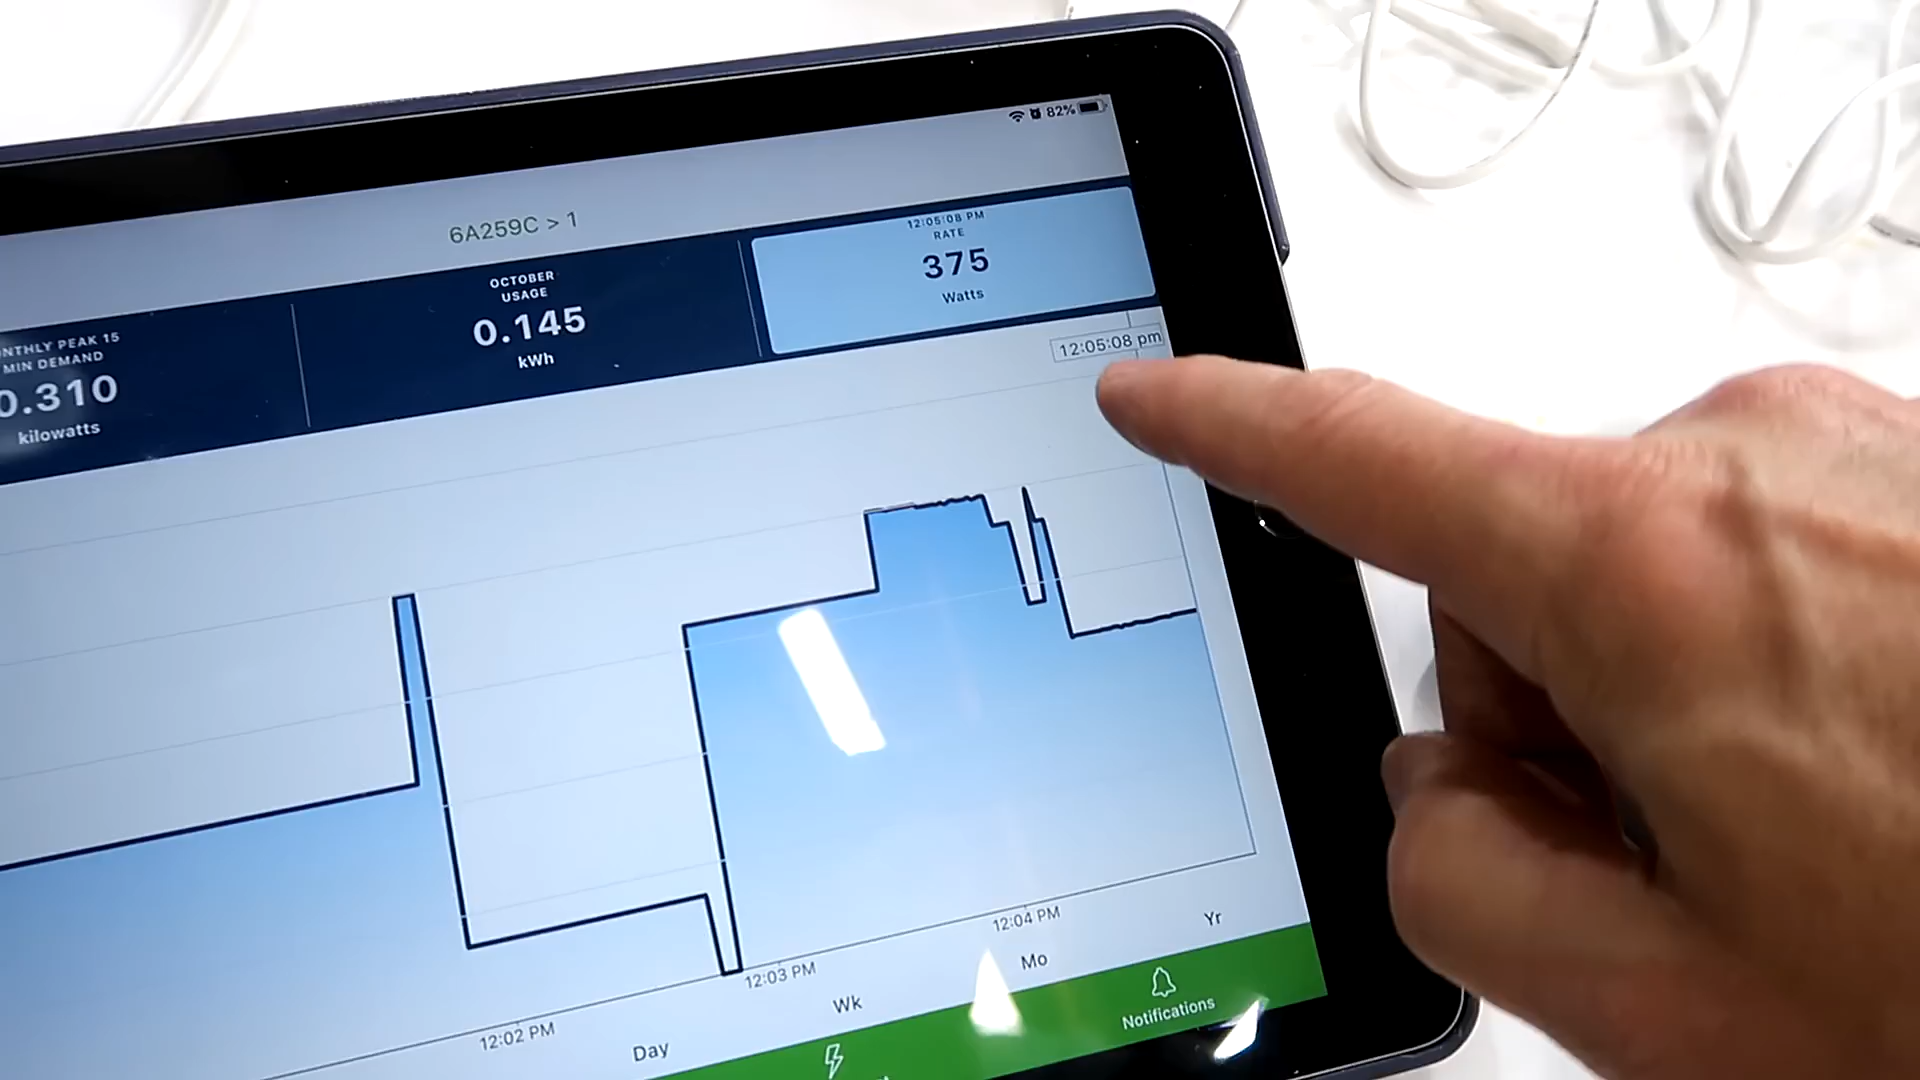 82%
6A259C > 1
NTHLY PEAK 15
MIN DEMAND
0.310
kilowatts
OCTOBER
USAGE
0.145
kWh
12:05:08 PM
RATE
375
Watts
12:05:08 pm
12:02 PM
12:03 PM
12:04 PM
Day
Wk
Mo
Yr
Notifications